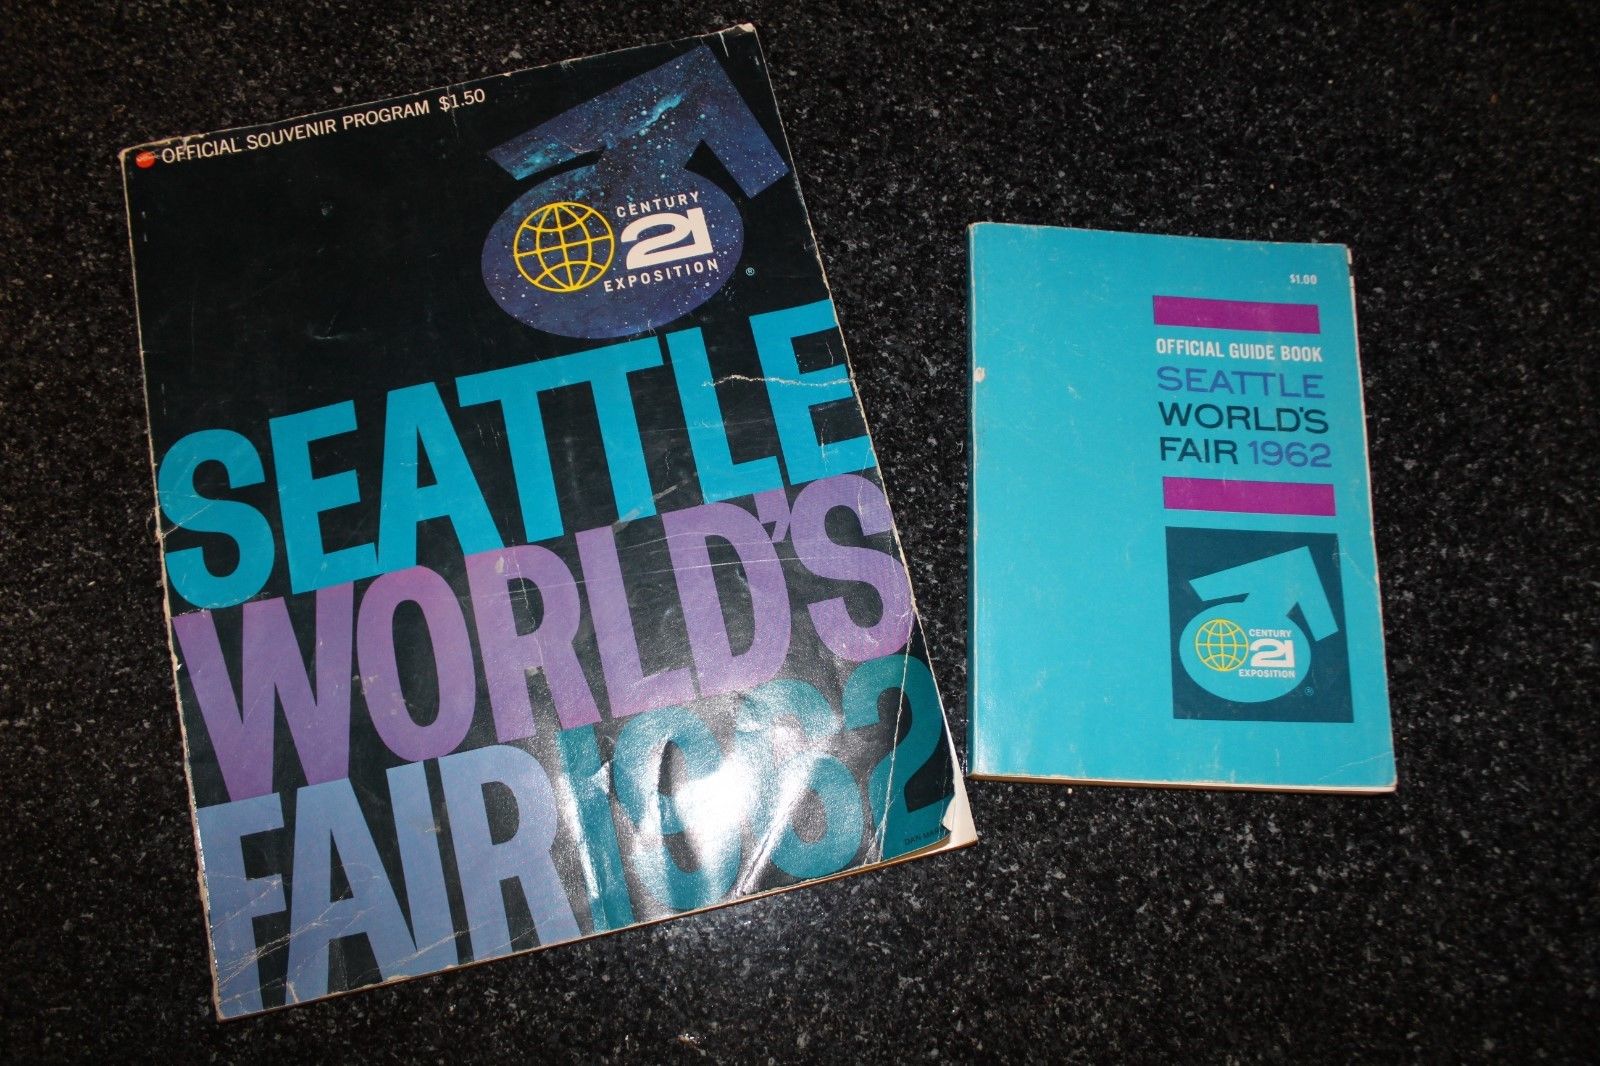 OFFICIAL SOUVENIR PROGRAM $1.50
CENTURY
21
EXPOSITION
®
SEATTLE
WORLD'S
FAIR 1962
DAN
$1.00
OFFICIAL GUIDE BOOK
SEATTLE
WORLD'S
FAIR 1962
CENTURY
21
EXPOSITION
®